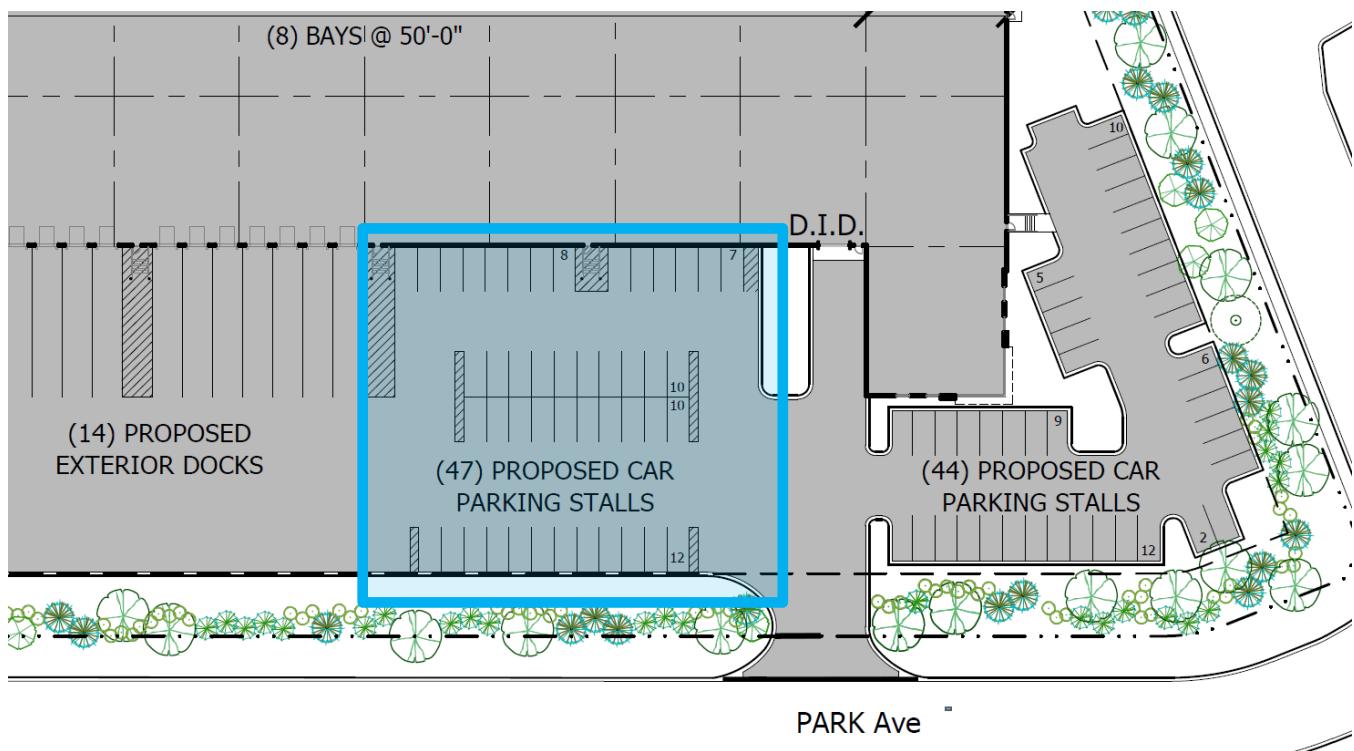 (8) BAYS @ 50'-0"
10
D.I.D.
8
7
5
6
10
10
9
(14) PROPOSED
EXTERIOR DOCKS
(47) PROPOSED CAR
PARKING STALLS
(44) PROPOSED CAR
PARKING STALLS
12
12
2
PARK Ave